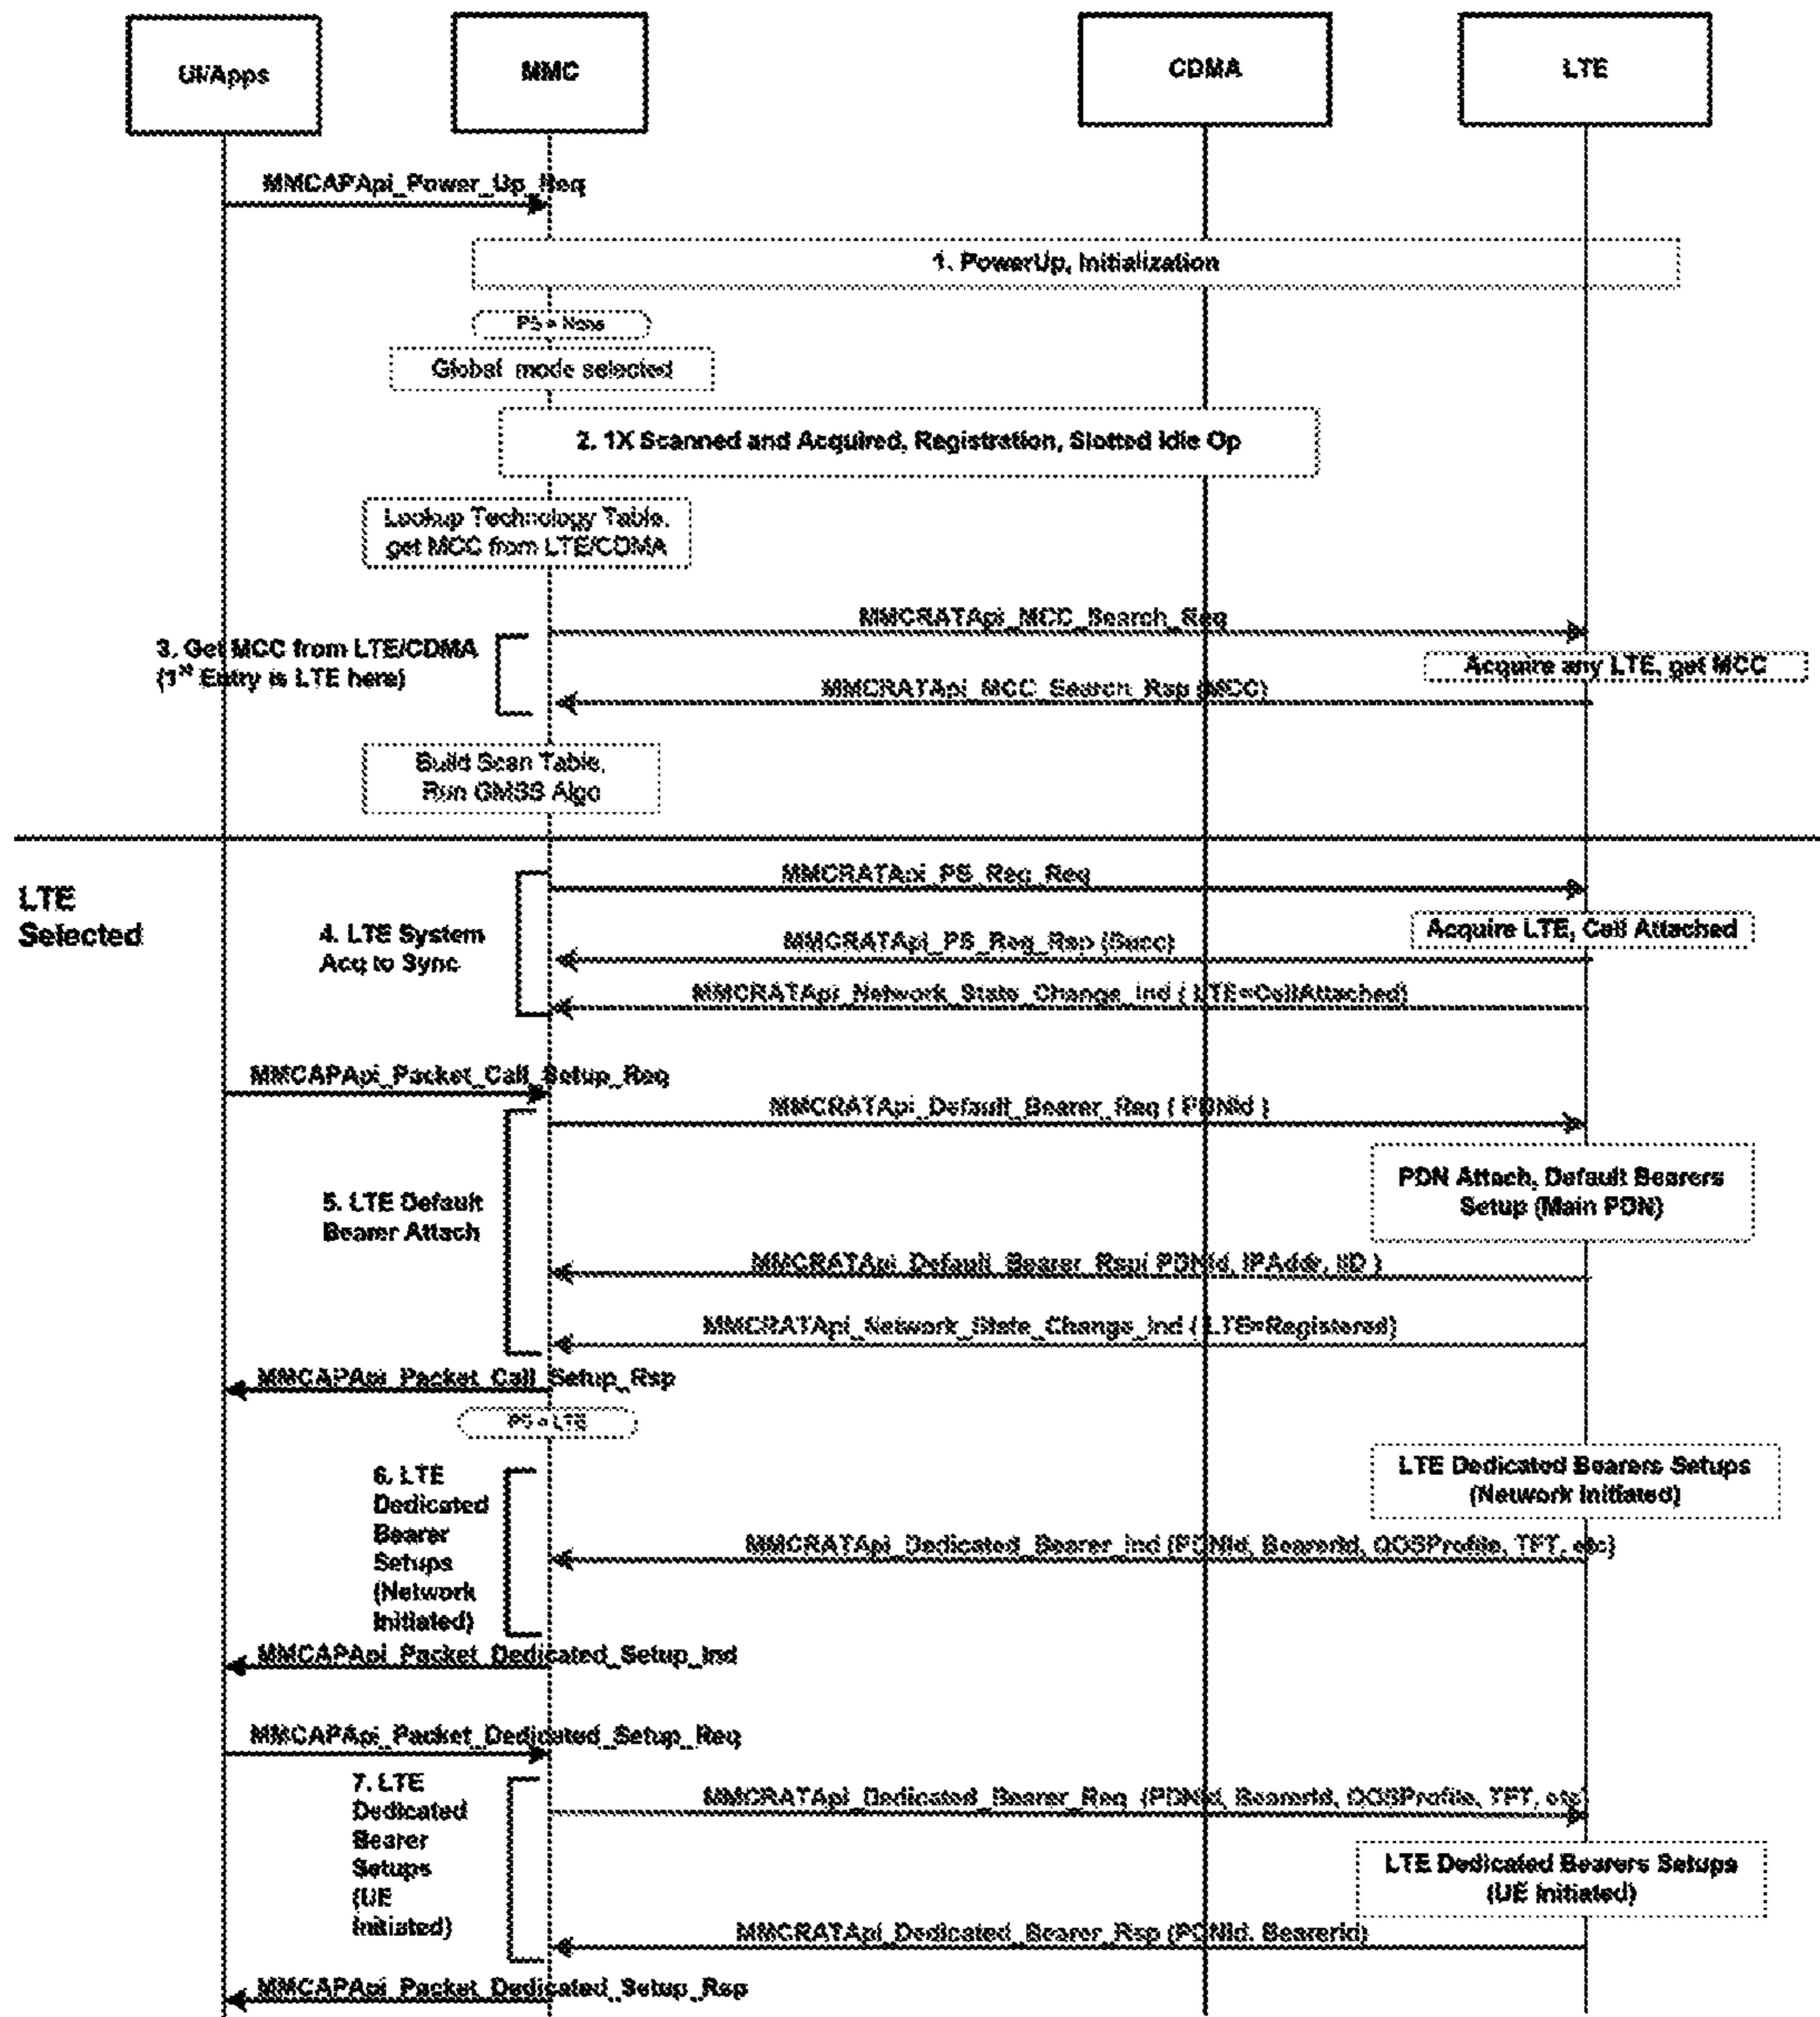 UI/Apps
MMC
CDMA
LTE
MMCAPApi_Power_Up_Req
1. PowerUp, Initialization
PS = None
Global mode selected
2. 1X Scanned and Acquired, Registration, Slotted Idle Op
Lookup Technology Table,
get MCC from LTE/CDMA
MMCRATApi_MCC_Search_Req
3. Get MCC from LTE/CDMA
(1st Entry is LTE here)
Acquire any LTE, get MCC
MMCRATApi_MCC_Search_Rsp (MCC)
Build Scan Table,
Run GMSS Algo
LTE
Selected
MMCRATApi_PS_Reg_Req
4. LTE System
Acq to Sync
Acquire LTE, Cell Attached
MMCRATApi_PS_Reg_Rsp (Succ)
MMCRATApi_Network_State_Change_Ind ( LTE=CellAttached)
MMCAPApi_Packet_Call_Setup_Req
MMCRATApi_Default_Bearer_Req ( PDNId )
PDN Attach, Default Bearers
Setup (Main PDN)
5. LTE Default
Bearer Attach
MMCRATApi_Default_Bearer_Rsp( PDNId, IPAddr, IID )
MMCRATApi_Network_State_Change_Ind ( LTE=Registered)
MMCAPApi_Packet_Call_Setup_Rsp
PS = LTE
LTE Dedicated Bearers Setups
(Network Initiated)
6. LTE
Dedicated
Bearer
Setups
(Network
Initiated)
MMCRATApi_Dedicated_Bearer_Ind (PDNId, BearerId, QOSProfile, TFT, etc)
MMCAPApi_Packet_Dedicated_Setup_Ind
MMCAPApi_Packet_Dedicated_Setup_Req
7. LTE
Dedicated
Bearer
Setups
(UE
Initiated)
MMCRATApi_Dedicated_Bearer_Req (PDNId, BearerId, QOSProfile, TFT, etc)
LTE Dedicated Bearers Setups
(UE Initiated)
MMCRATApi_Dedicated_Bearer_Rsp (PDNId, BearerId)
MMCAPApi_Packet_Dedicated_Setup_Rsp